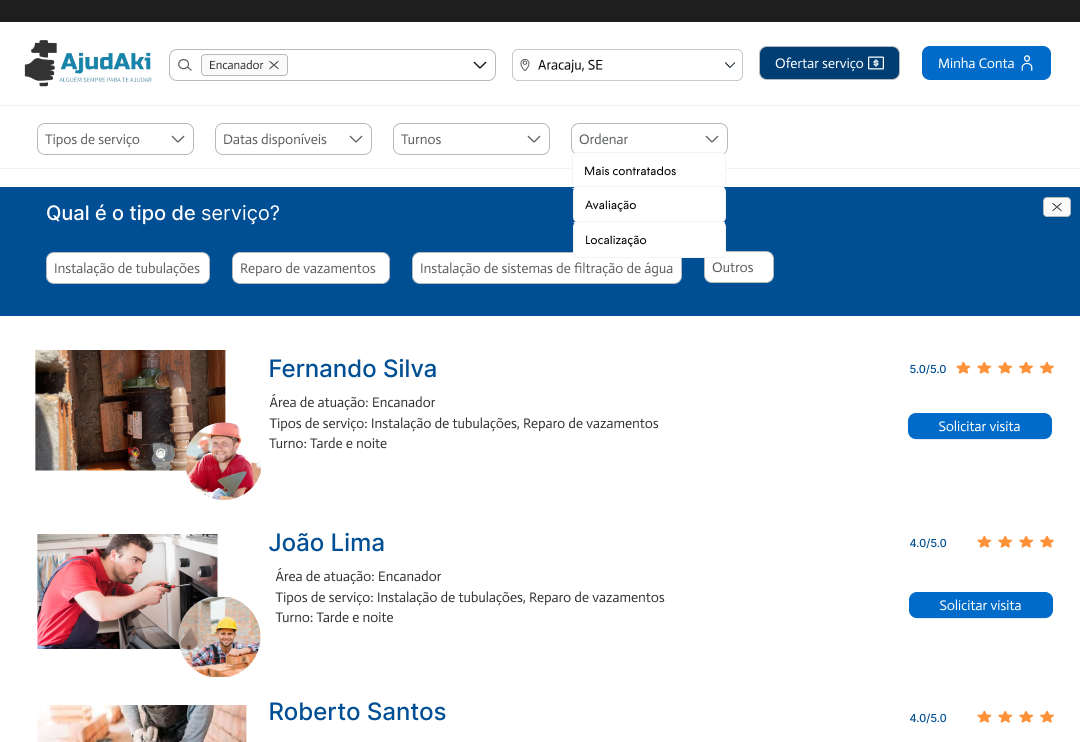 AjudAki
ALGUÉM SEMPRE PARA TE AJUDAR
Encanador
Aracaju, SE
Ofertar serviço
Minha Conta
Tipos de serviço
Datas disponíveis
Turnos
Ordenar
Mais contratados
Avaliação
Localização
Qual é o tipo de serviço?
Instalação de tubulações
Reparo de vazamentos
Instalação de sistemas de filtração de água
Outros
Fernando Silva
5.0/5.0
Área de atuação: Encanador
Tipos de serviço: Instalação de tubulações, Reparo de vazamentos
Turno: Tarde e noite
Solicitar visita
João Lima
4.0/5.0
Área de atuação: Encanador
Tipos de serviço: Instalação de tubulações, Reparo de vazamentos
Turno: Tarde e noite
Solicitar visita
Roberto Santos
4.0/5.0